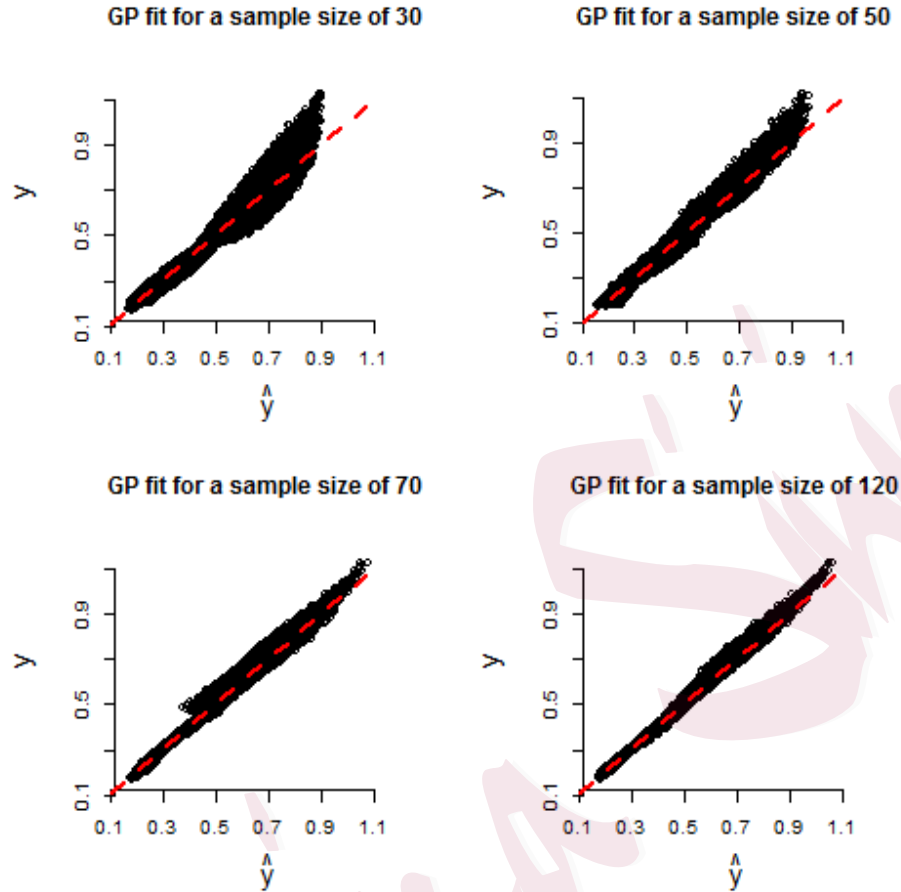 GP fit for a sample size of 30
y
0.1 0.5 0.9
0.1 0.3 0.5 0.7 0.9 1.1
ŷ
GP fit for a sample size of 50
y
0.1 0.5 0.9
0.1 0.3 0.5 0.7 0.9 1.1
ŷ
GP fit for a sample size of 70
y
0.1 0.5 0.9
0.1 0.3 0.5 0.7 0.9 1.1
ŷ
GP fit for a sample size of 120
y
0.1 0.5 0.9
0.1 0.3 0.5 0.7 0.9 1.1
ŷ